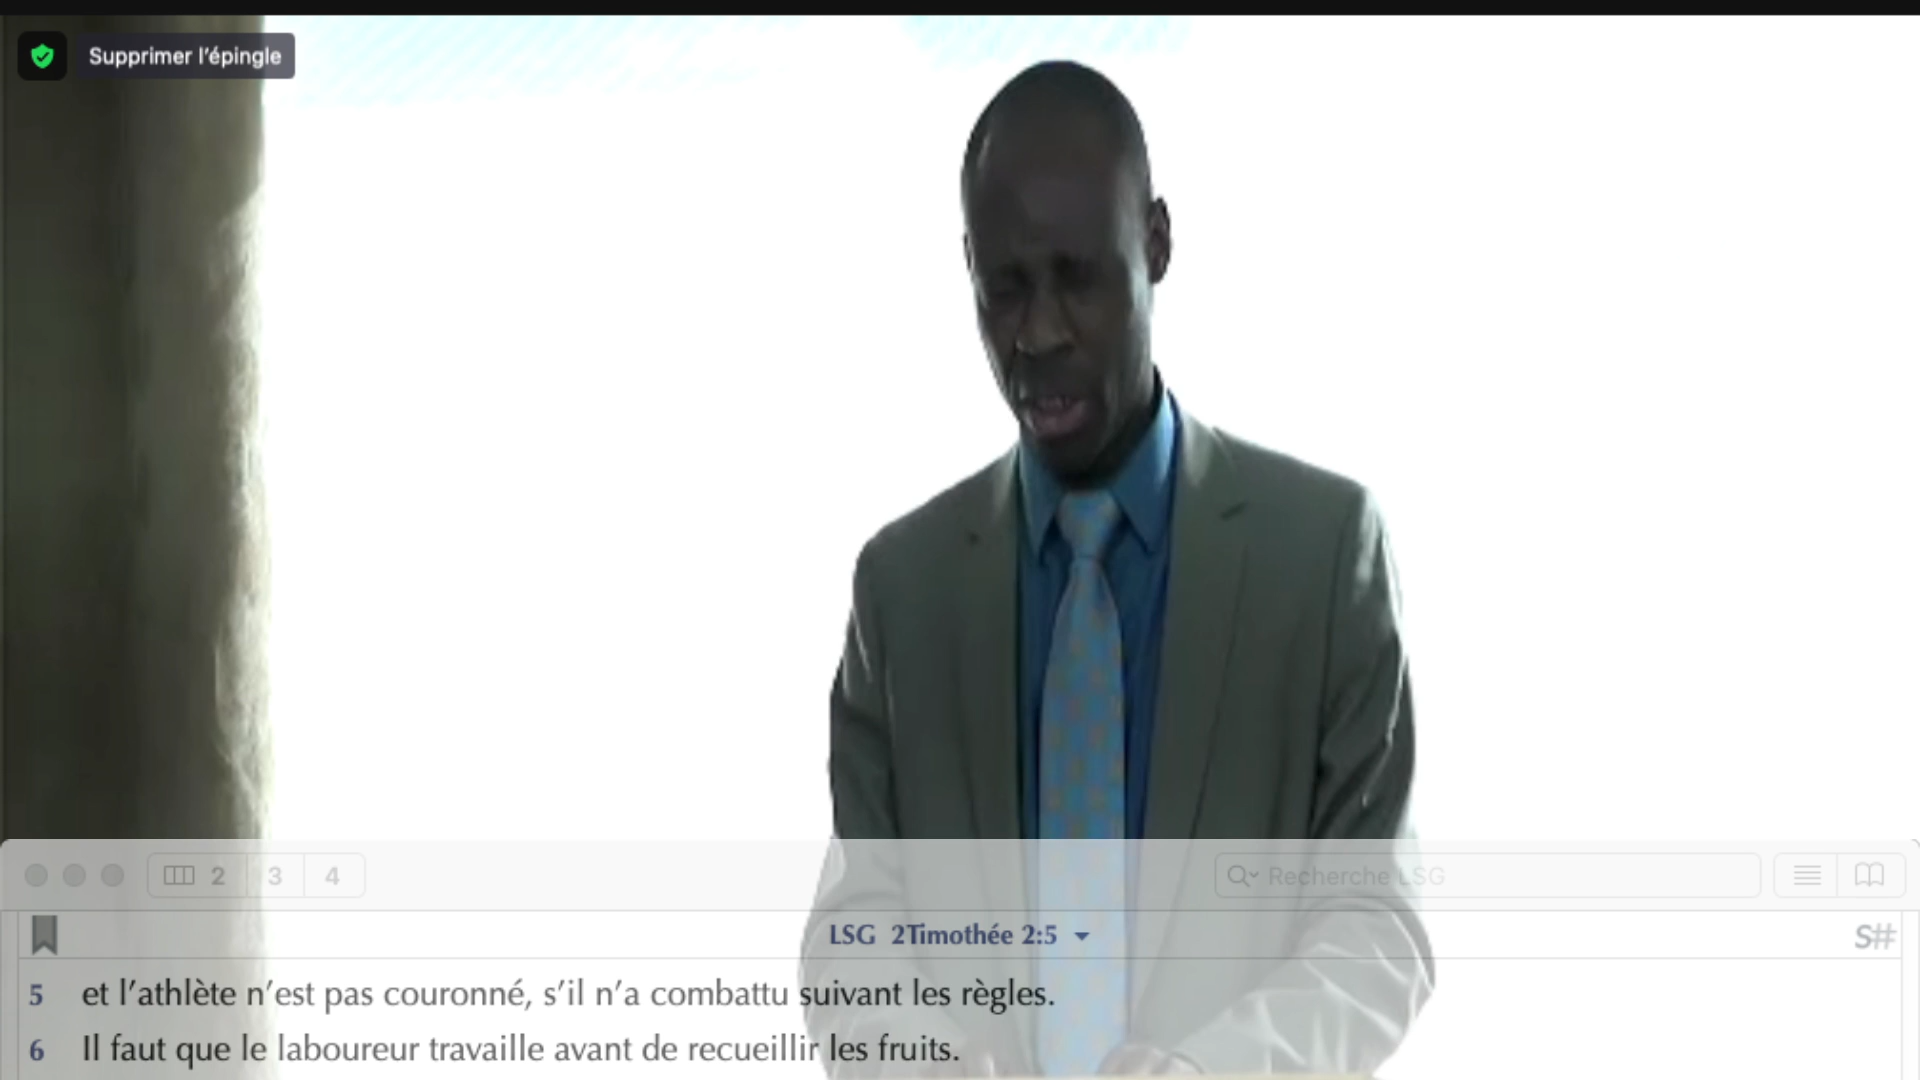 Supprimer l'épingle
2 3 4
Recherche LSG
LSG 2Timothée 2:5
S#
5 et l’athlète n’est pas couronné, s’il n’a combattu suivant les règles.
6 Il faut que le laboureur travaille avant de recueillir les fruits.